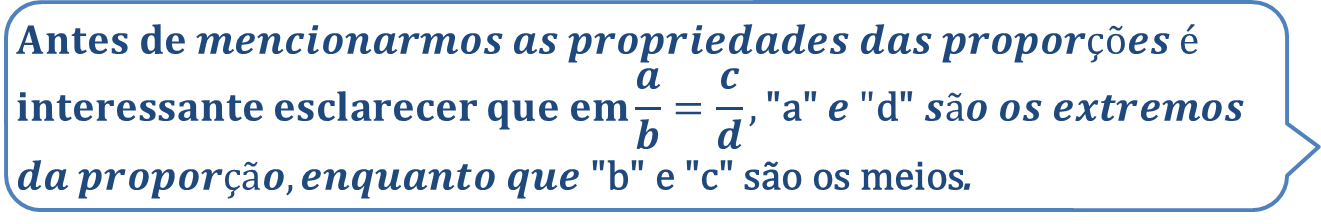 Antes de mencionarmos as propriedades das proporções é
interessante esclarecer que em a/b = c/d, "a" e "d" são os extremos
da proporção, enquanto que "b" e "c" são os meios.